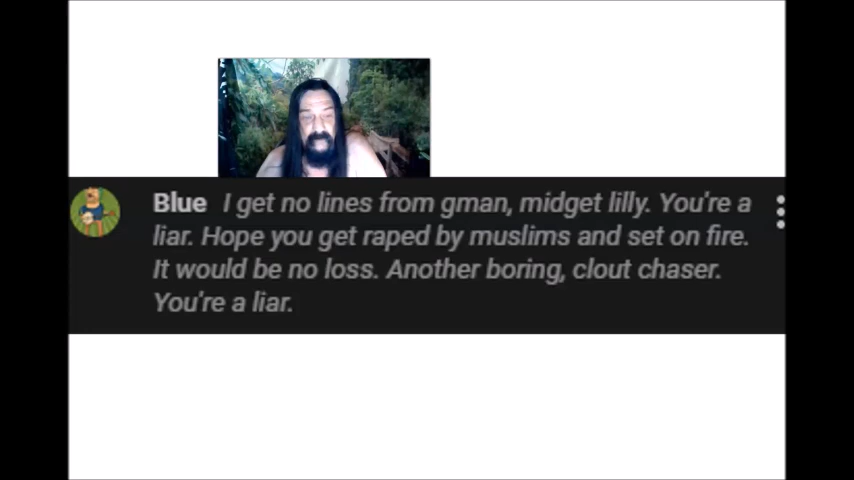 Blue I get no lines from gman, midget lilly. You're a
liar. Hope you get raped by muslims and set on fire.
It would be no loss. Another boring, clout chaser.
You're a liar.